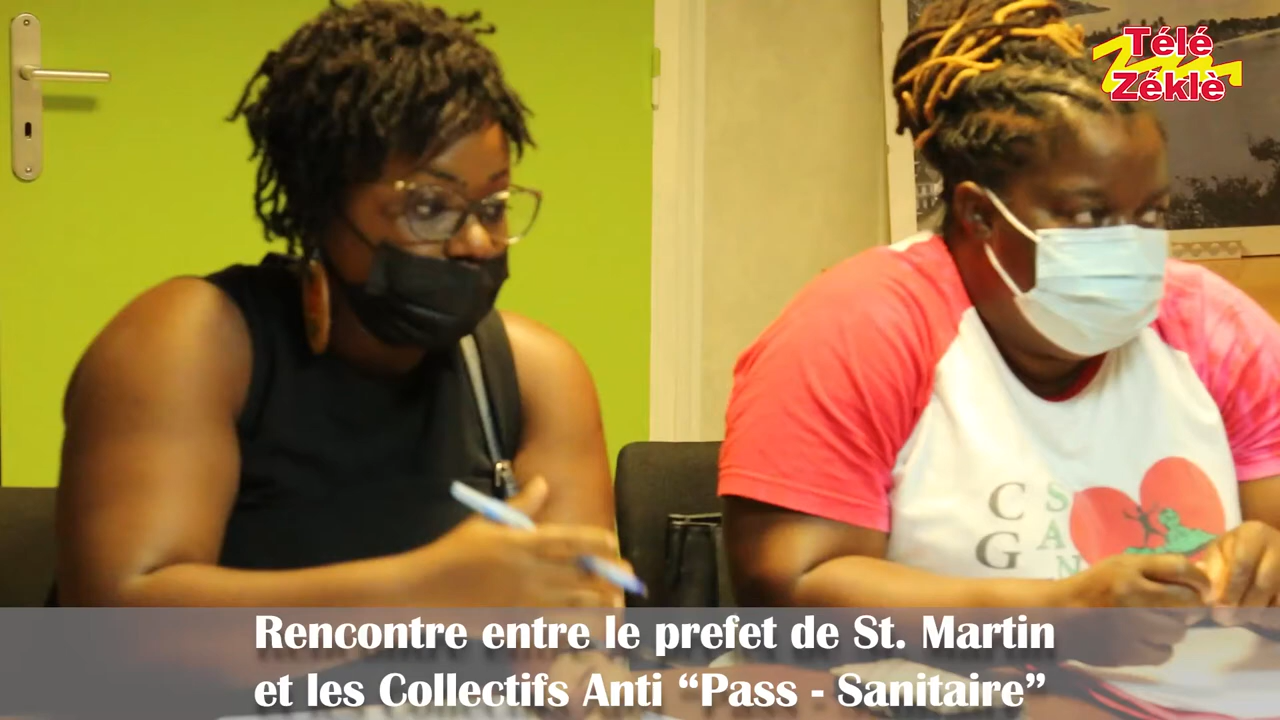 Télé
Zéklè
C S
G A
N
Rencontre entre le prefet de St. Martin
et les Collectifs Anti “Pass - Sanitaire”